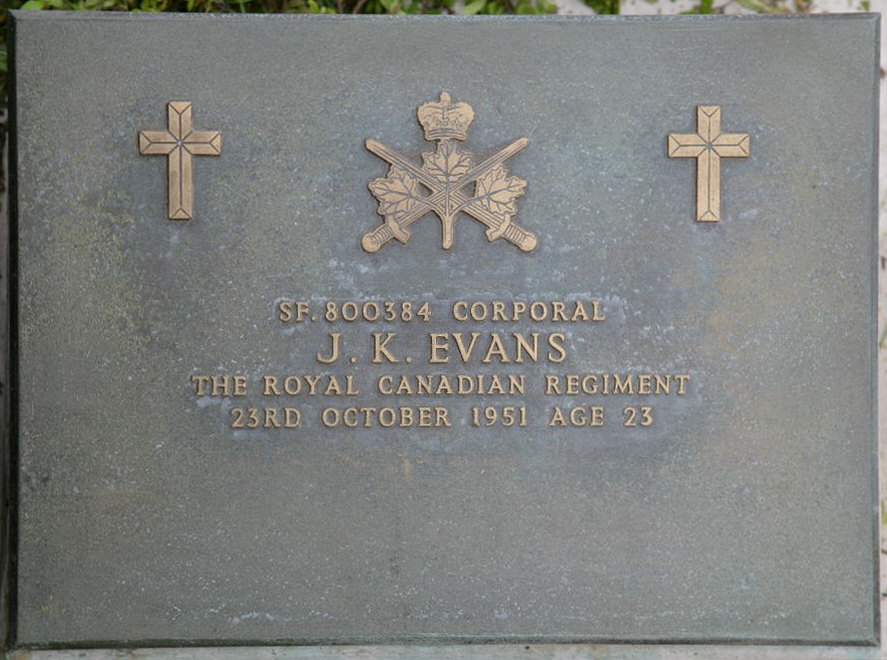 SF. 800384 CORPORAL
J. K. EVANS
THE ROYAL CANADIAN REGIMENT
23RD OCTOBER 1951 AGE 23